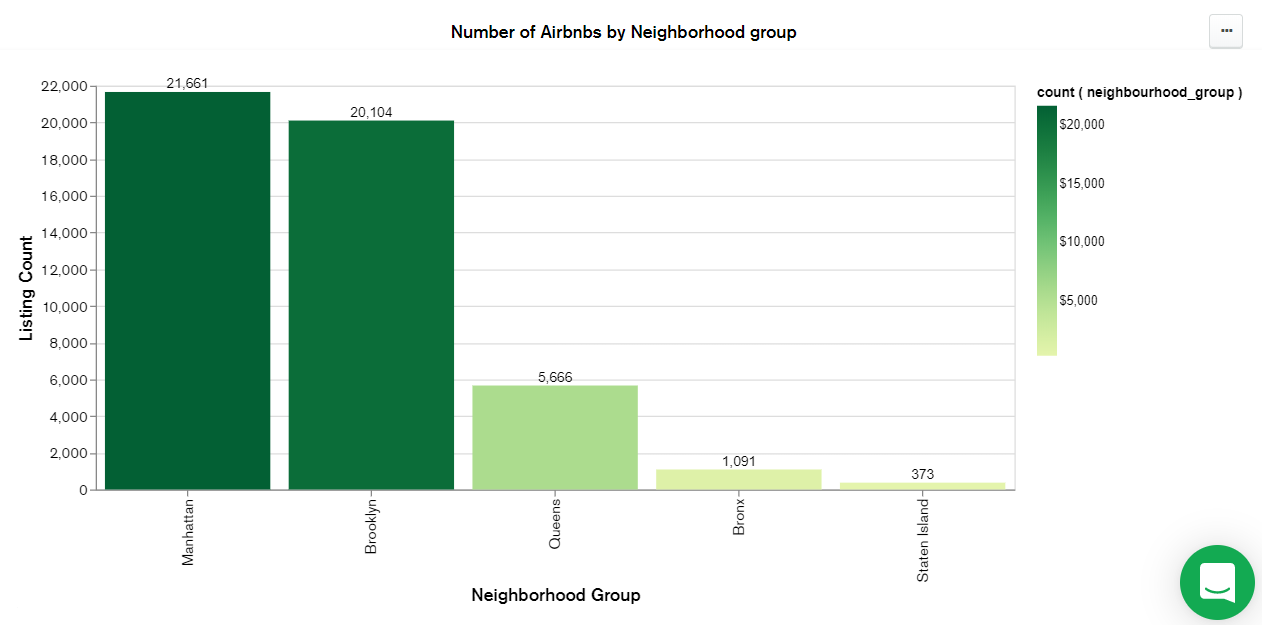 Number of Airbnbs by Neighborhood group
...
21,661
20,104
5,666
1,091
373
22,000
20,000
18,000
16,000
14,000
12,000
10,000
8,000
6,000
4,000
2,000
0
Listing Count
Manhattan
Brooklyn
Queens
Bronx
Staten Island
Neighborhood Group
count ( neighbourhood_group )
$20,000
$15,000
$10,000
$5,000